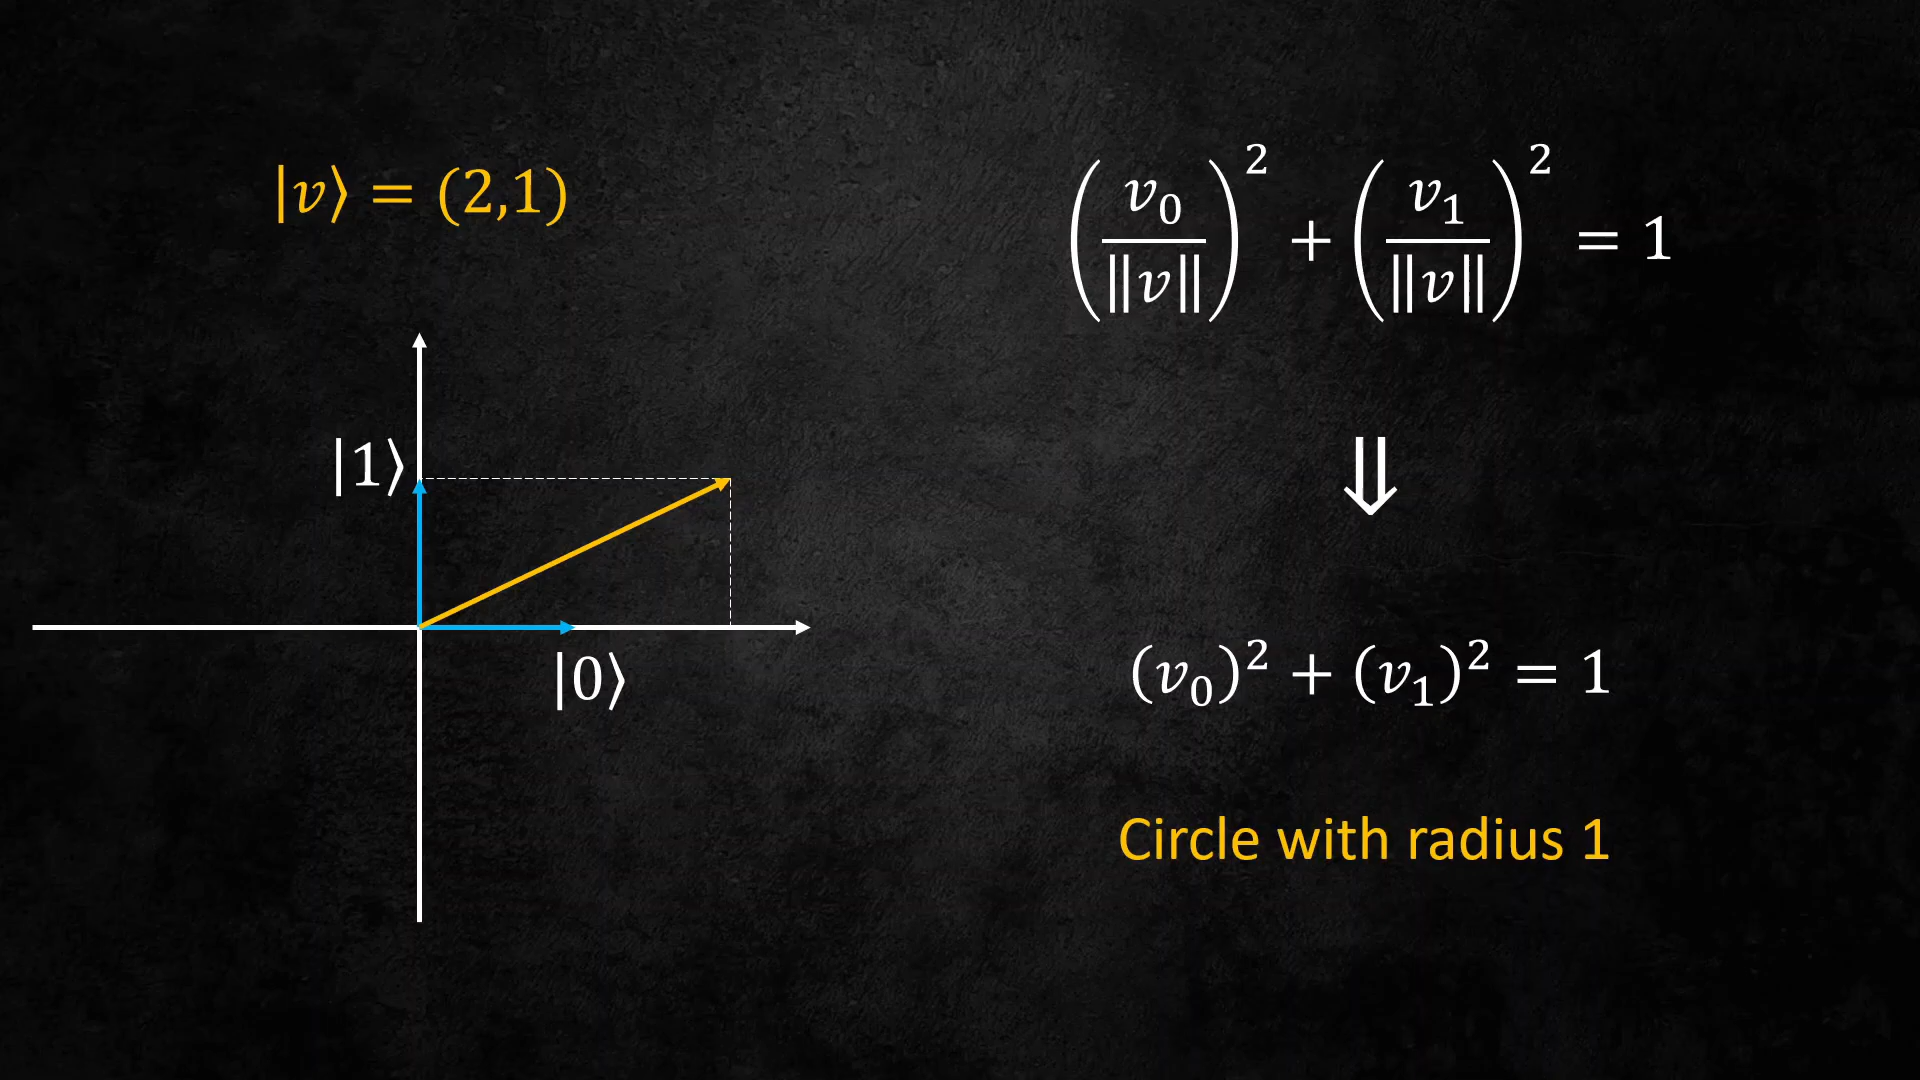 |v⟩ = (2,1)
(v₀/‖v‖)² + (v₁/‖v‖)² = 1
⇓
|1⟩
|0⟩
(v₀)² + (v₁)² = 1
Circle with radius 1